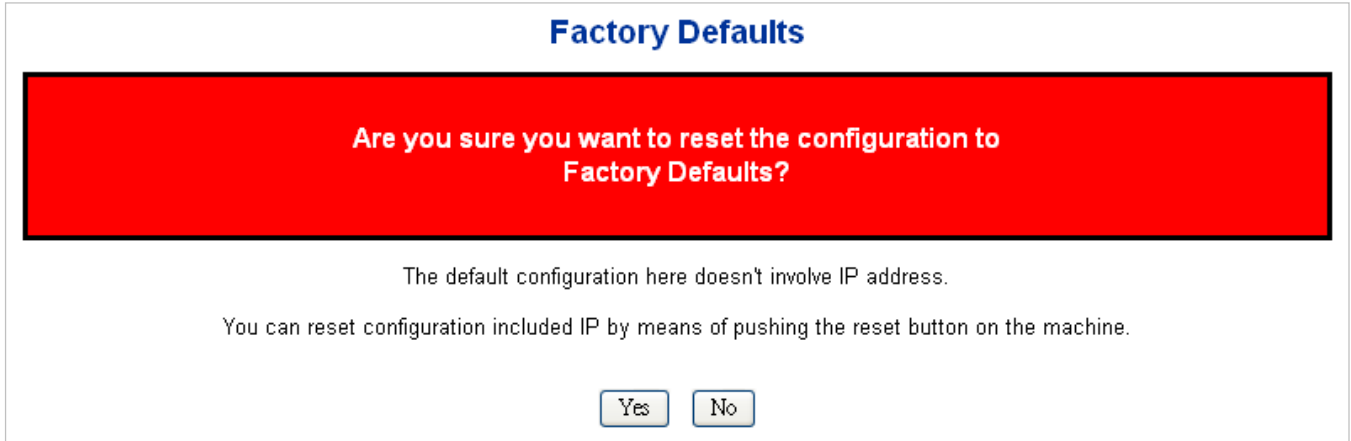 Factory Defaults
Are you sure you want to reset the configuration to
Factory Defaults?
The default configuration here doesn't involve IP address.
You can reset configuration included IP by means of pushing the reset button on the machine.
Yes No